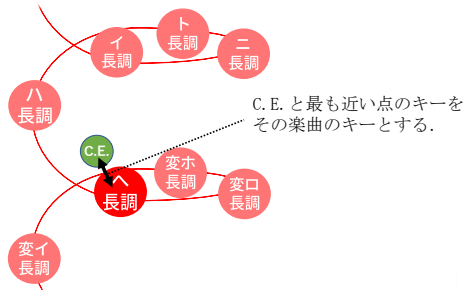 ト
長調
イ
長調
ニ
長調
ハ
長調
C.E.と最も近い点のキーを
その楽曲のキーとする.
C.E.
変ホ
長調
ヘ
長調
変ロ
長調
変イ
長調